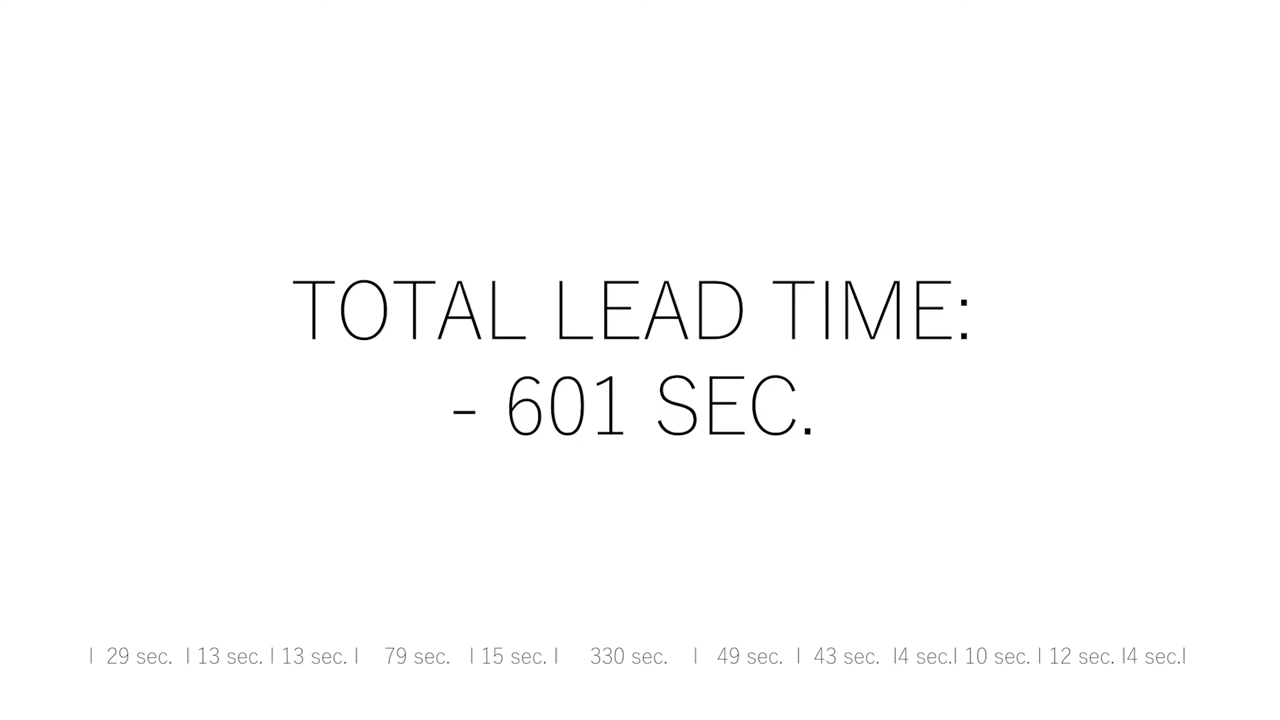 TOTAL LEAD TIME:
- 601 SEC.
| 29 sec. | 13 sec. | 13 sec. | 79 sec. | 15 sec. | 330 sec. | 49 sec. | 43 sec. |4 sec.| 10 sec. | 12 sec. |4 sec.|